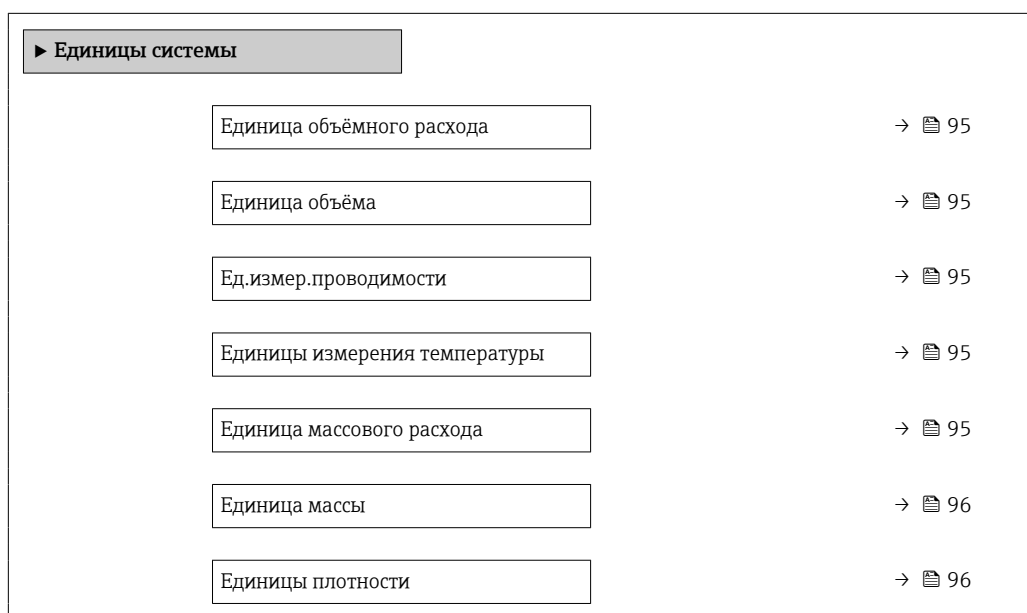 ▶ Единицы системы
Единица объёмного расхода → 95
Единица объёма → 95
Ед.измер.проводимости → 95
Единицы измерения температуры → 95
Единица массового расхода → 95
Единица массы → 96
Единицы плотности → 96